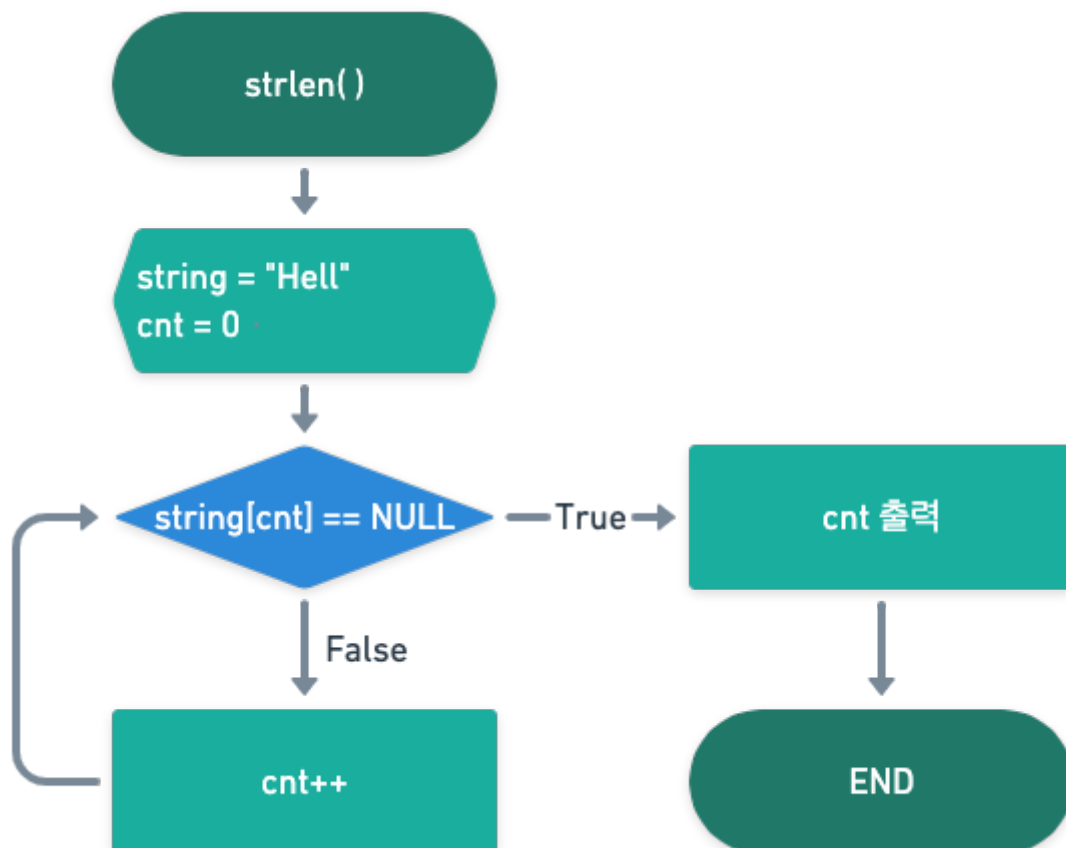 strlen( )
string = "Hell"
cnt = 0
string[cnt] == NULL
True
cnt 출력
False
cnt++
END